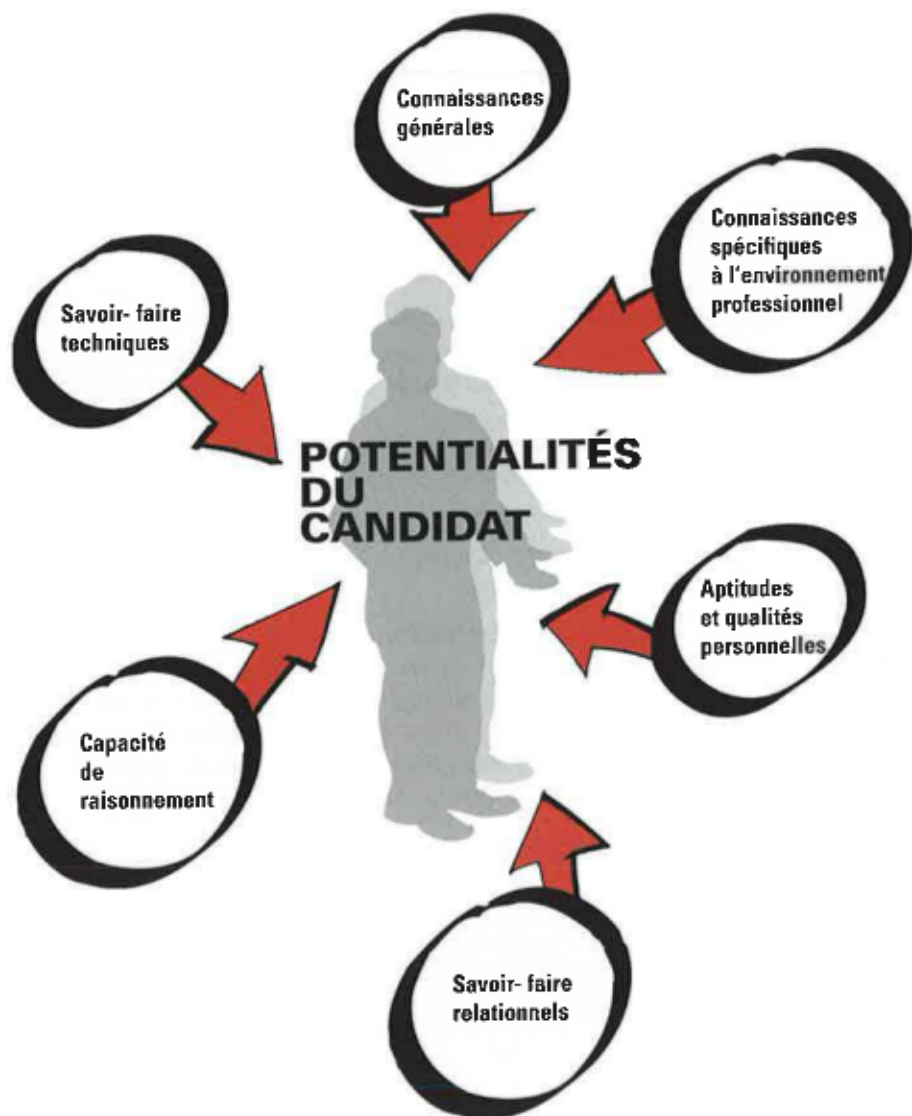 Connaissances
générales
Connaissances
spécifiques
à l'environnement
professionnel
Savoir- faire
techniques
POTENTIALITÉS
DU
CANDIDAT
Aptitudes
et qualités
personnelles
Capacité
de
raisonnement
Savoir- faire
relationnels